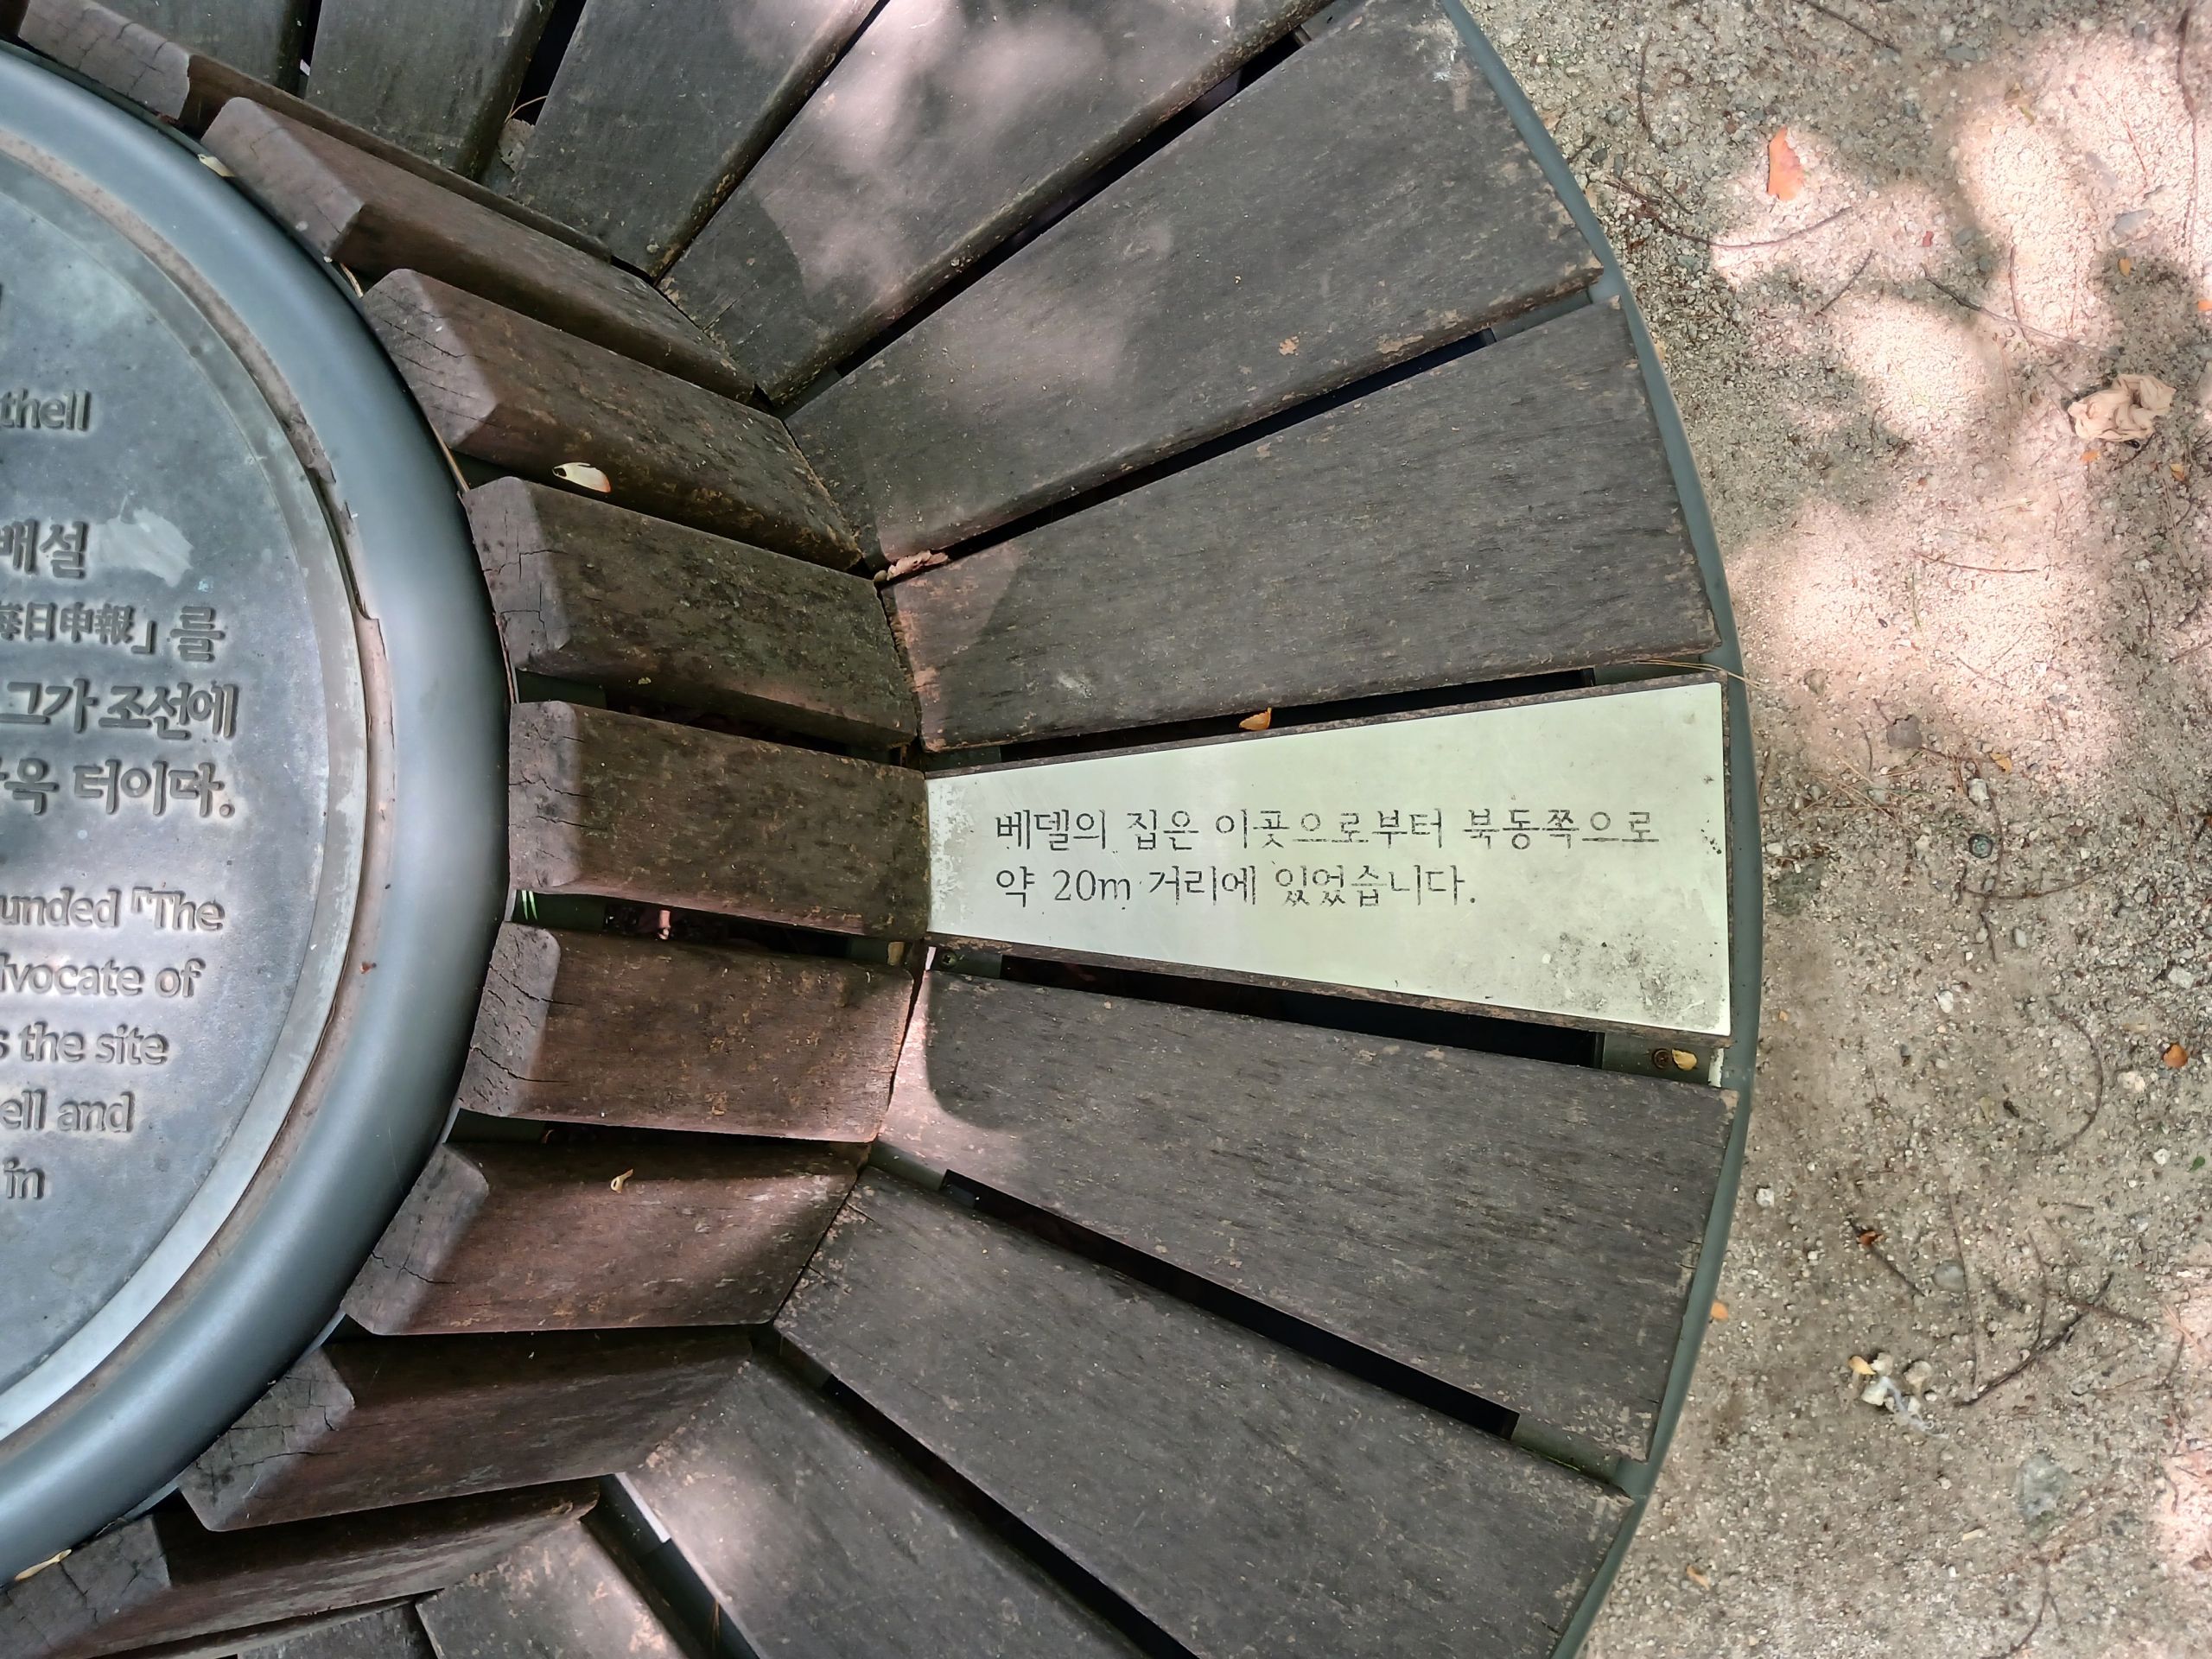 thell
배설
每日申報」를
그가 조선에
옥 터이다.
unded 「The
dvocate of
the site
ell and
in
베델의 집은 이곳으로부터 북동쪽으로
약 20m 거리에 있었습니다.